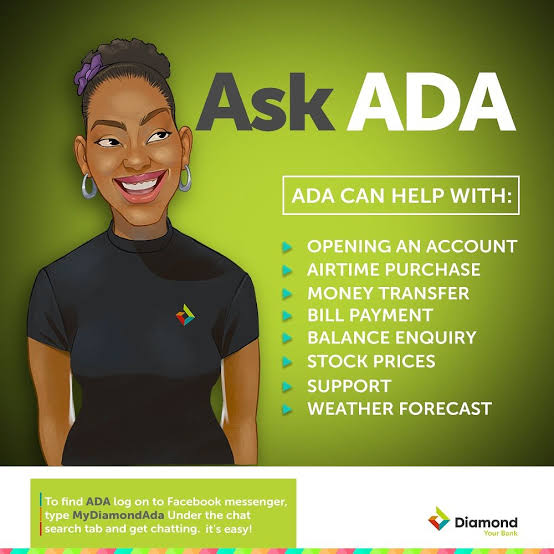 Ask ADA
ADA CAN HELP WITH:
OPENING AN ACCOUNT
AIRTIME PURCHASE
MONEY TRANSFER
BILL PAYMENT
BALANCE ENQUIRY
STOCK PRICES
SUPPORT
WEATHER FORECAST
To find ADA log on to Facebook messenger,
type MyDiamondAda Under the chat
search tab and get chatting. it's easy!
Diamond
Your Bank